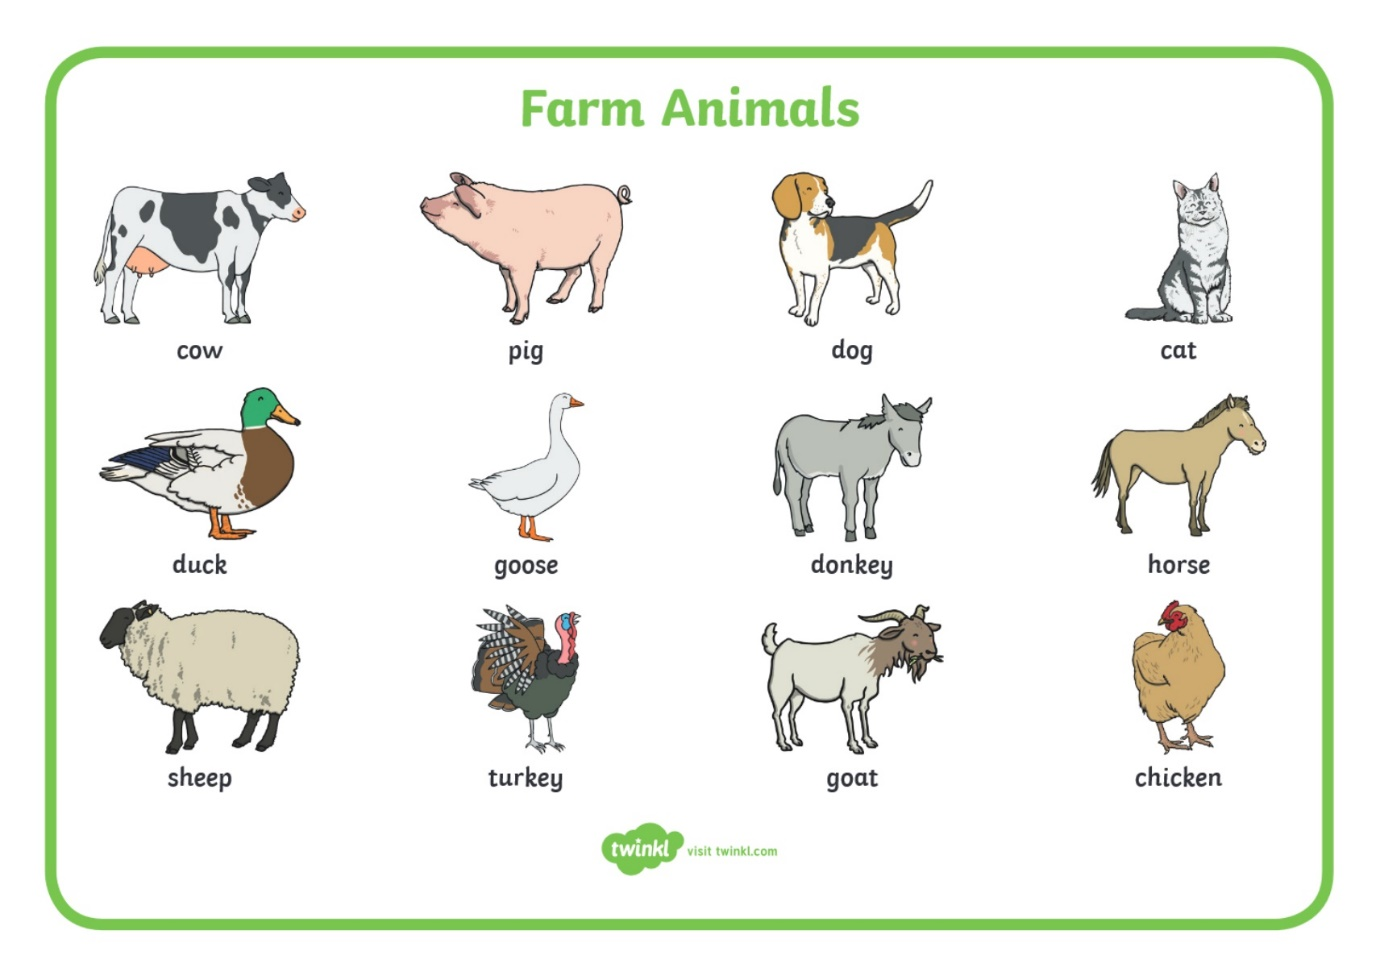 Farm Animals
cow pig dog cat
duck goose donkey horse
sheep turkey goat chicken
twinkl visit twinkl.com